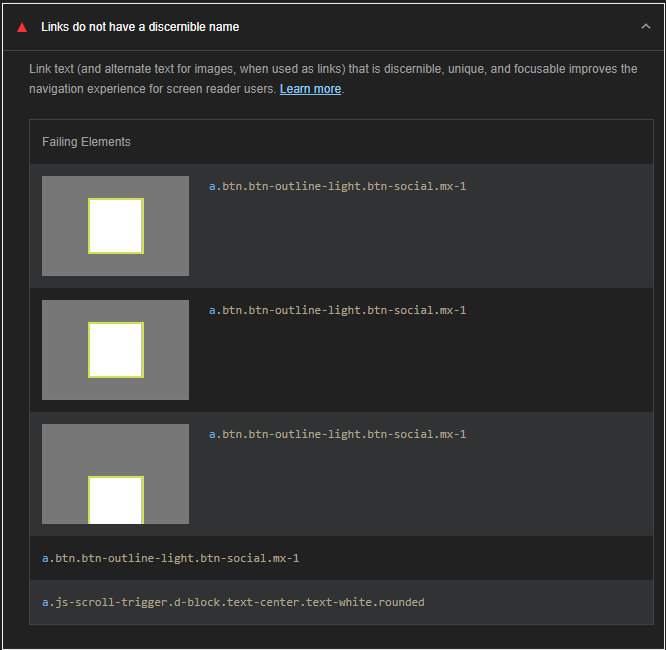 Links do not have a discernible name
Link text (and alternate text for images, when used as links) that is discernible, unique, and focusable improves the
navigation experience for screen reader users. Learn more.
Failing Elements
a.btn.btn-outline-light.btn-social.mx-1
a.btn.btn-outline-light.btn-social.mx-1
a.btn.btn-outline-light.btn-social.mx-1
a.btn.btn-outline-light.btn-social.mx-1
a.js-scroll-trigger.d-block.text-center.text-white.rounded